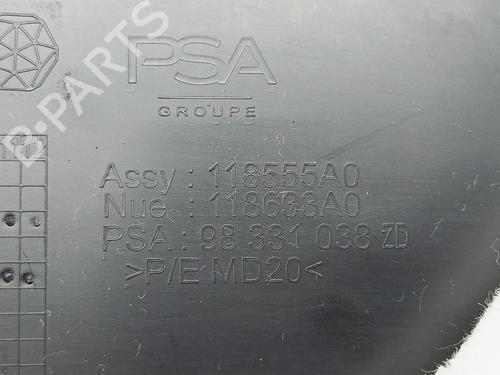 PSA
GROUPE
B-PARTS
Assy : 118555A0
Nue : 118633A0
PSA : 98 331 038 ZD
>P/E MD20<